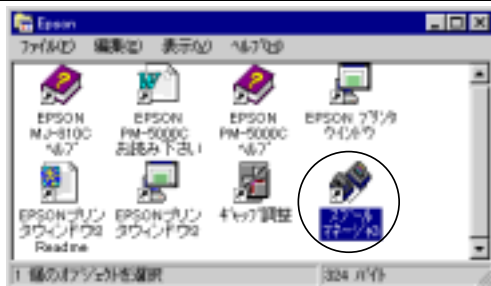 Epson
ファイル(F) 編集(E) 表示(V) ヘルプ(H)
EPSON
MJ-810C
ヘルプ
EPSON
PM-5000C
お読み下さい
EPSON
PM-5000C
ヘルプ
EPSON プリンタ
ウインドウ
EPSONプリン
タウィンドウ3
Readme
EPSONプリン
タウィンドウ3
ギャップ調整
スプール
マネージャ3
1 個のオブジェクトを選択
324 バイト